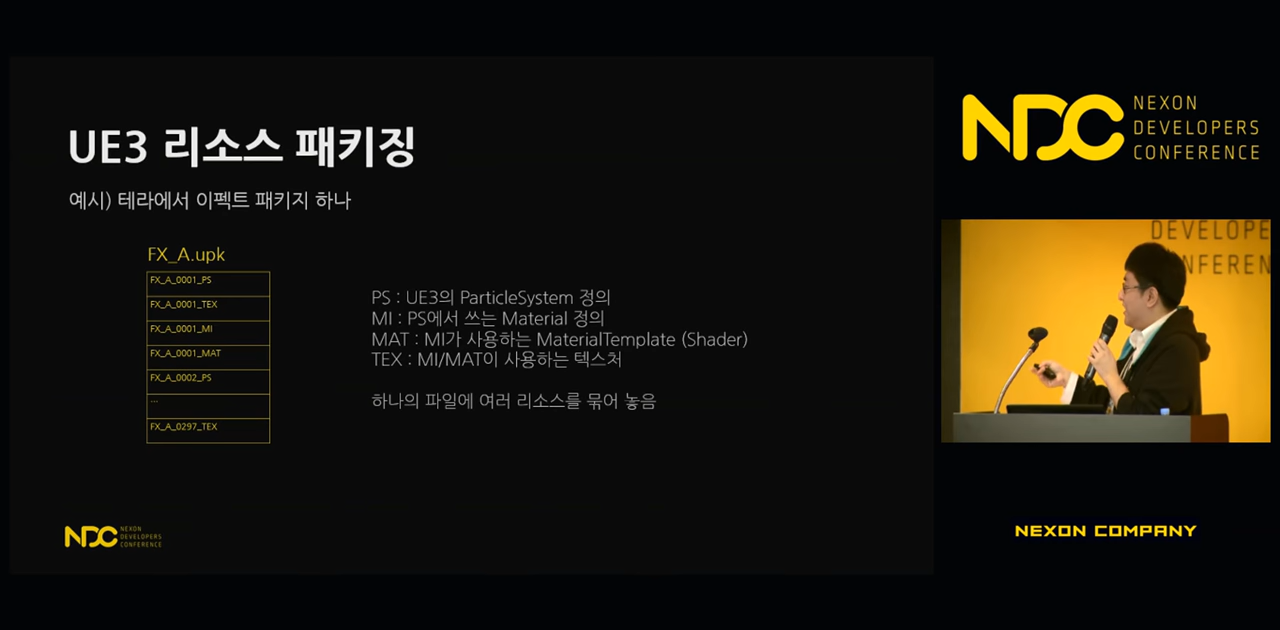 UE3 리소스 패키징
예시) 테라에서 이펙트 패키지 하나
FX_A.upk
FX_A_0001_PS
FX_A_0001_TEX
FX_A_0001_MI
FX_A_0001_MAT
FX_A_0002_PS
...
FX_A_0297_TEX
PS : UE3의 ParticleSystem 정의
MI : PS에서 쓰는 Material 정의
MAT : MI가 사용하는 MaterialTemplate (Shader)
TEX : MI/MAT이 사용하는 텍스처
하나의 파일에 여러 리소스를 묶어 놓음
NDC
NEXON
DEVELOPERS
CONFERENCE
NDC
NEXON
DEVELOPERS
CONFERENCE
DEVELOPE
NFEREN
NEXON COMPANY